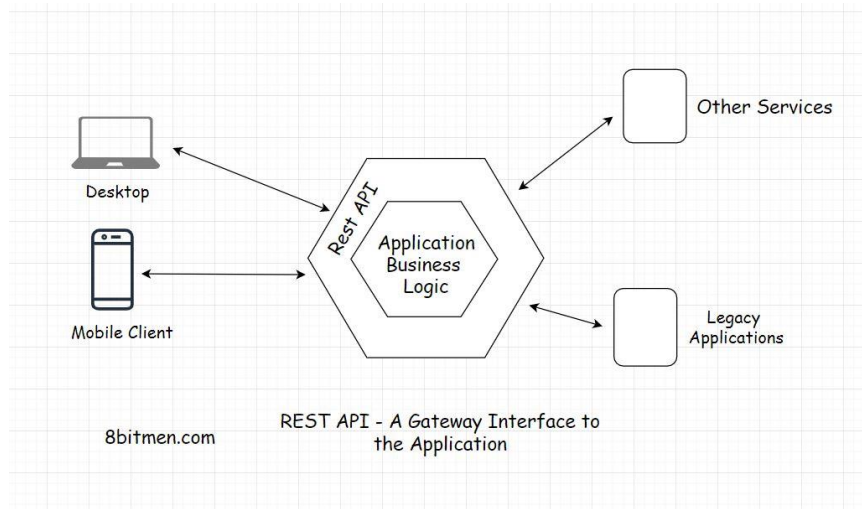 Other Services
Desktop
Rest API
Application
Business
Logic
Mobile Client
Legacy
Applications
REST API - A Gateway Interface to
the Application
8bitmen.com